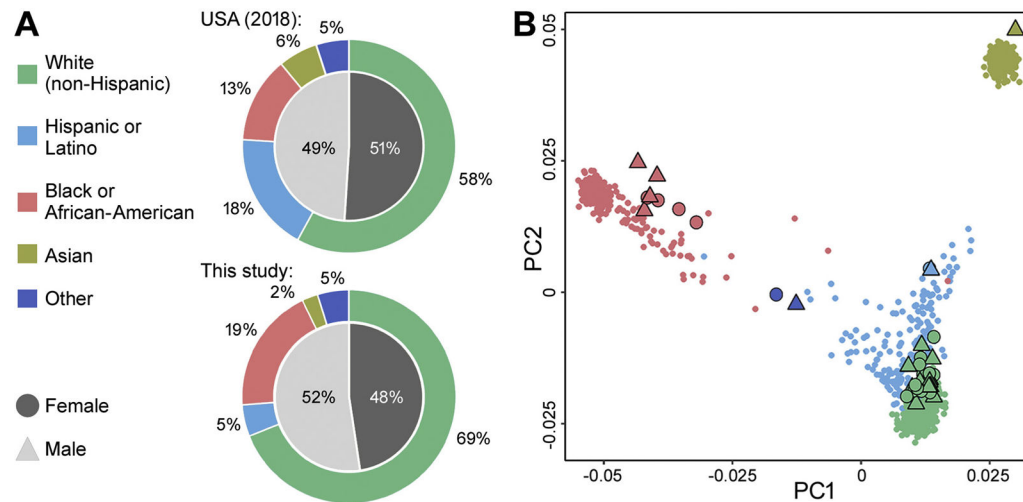 A
USA (2018):
White
(non-Hispanic)
Hispanic or
Latino
Black or
African-American
Asian
Other
Female
Male
5%
6%
13%
18%
58%
49%
51%
This study:
5%
2%
19%
5%
69%
52%
48%
B
PC2
0.05
0.025
0
-0.025
-0.05
-0.025
0
0.025
PC1